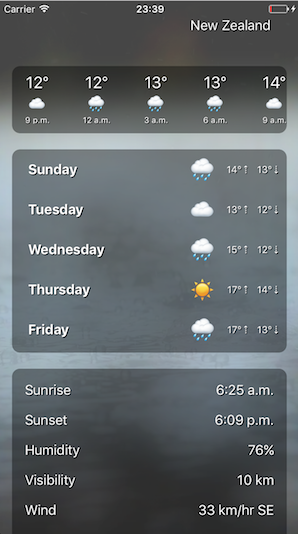 Carrier 23:39
New Zealand
12° 12° 13° 13° 14°
9 p.m. 12 a.m. 3 a.m. 6 a.m. 9 a.m.
Sunday 14°↑ 13°↓
Tuesday 13°↑ 12°↓
Wednesday 15°↑ 12°↓
Thursday 17°↑ 14°↓
Friday 17°↑ 13°↓
Sunrise 6:25 a.m.
Sunset 6:09 p.m.
Humidity 76%
Visibility 10 km
Wind 33 km/hr SE